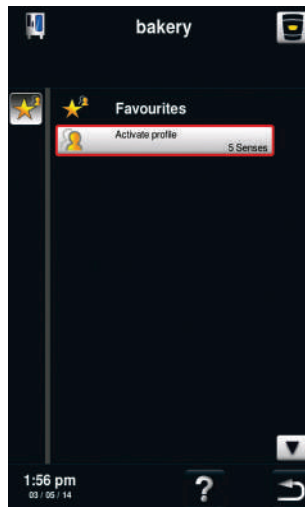 bakery
Favourites
Activate profile
5 Senses
1:56 pm
03 / 05 / 14
?